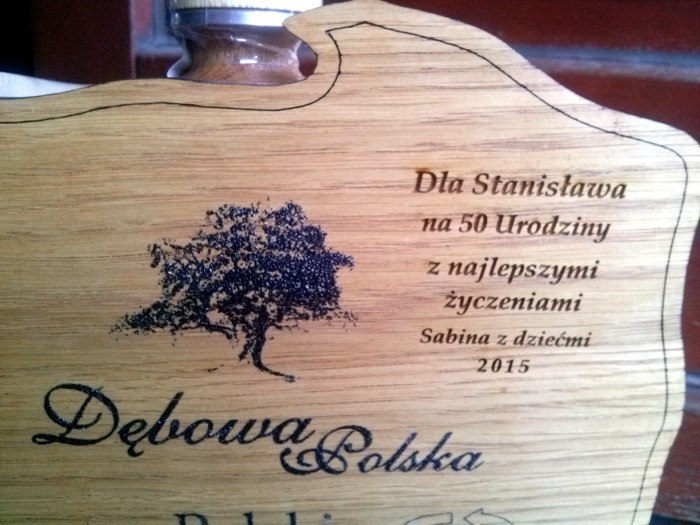 Dla Stanisława
na 50 Urodziny
z najlepszymi
życzeniami
Sabina z dziećmi
2015
Dębowa
Polska